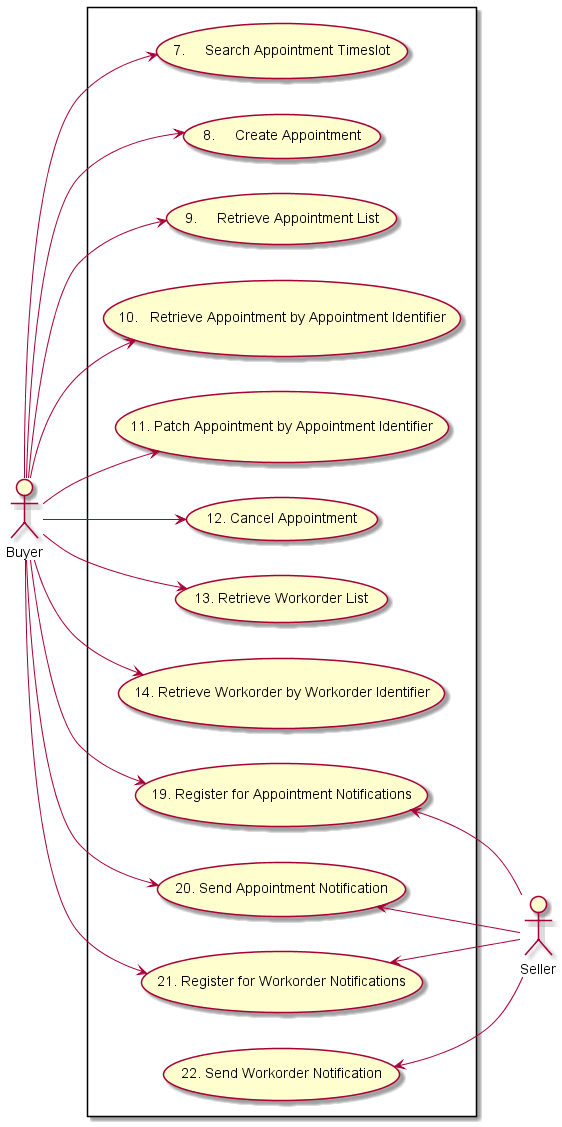 7. Search Appointment Timeslot
8. Create Appointment
9. Retrieve Appointment List
10. Retrieve Appointment by Appointment Identifier
11. Patch Appointment by Appointment Identifier
12. Cancel Appointment
Buyer
13. Retrieve Workorder List
14. Retrieve Workorder by Workorder Identifier
19. Register for Appointment Notifications
20. Send Appointment Notification
Seller
21. Register for Workorder Notifications
22. Send Workorder Notification